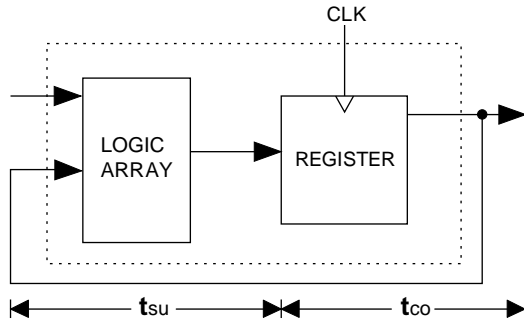 CLK
LOGIC
ARRAY
REGISTER
tsu
tco